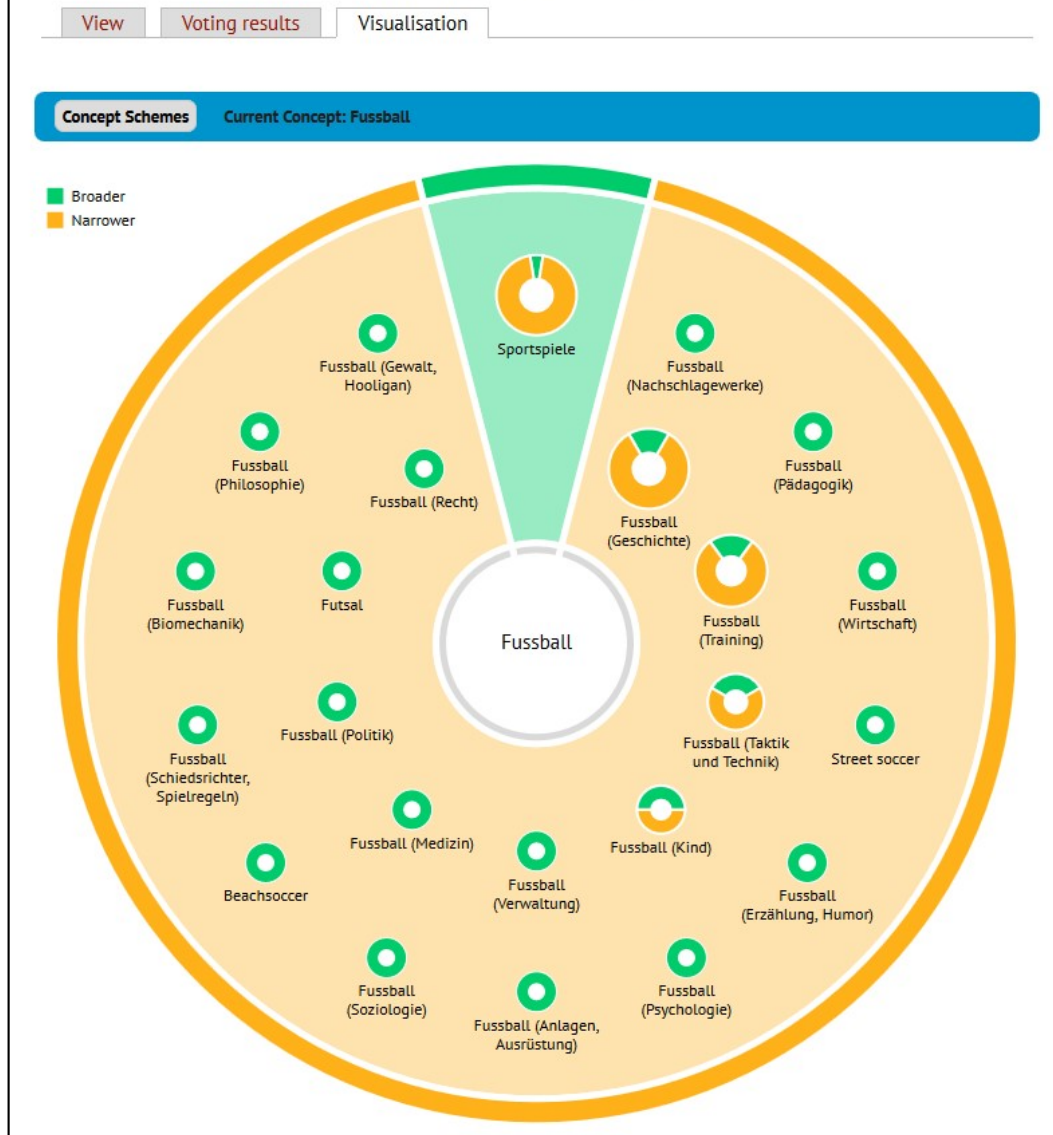 View
Voting results
Visualisation
Concept Schemes
Current Concept: Fussball
Broader
Narrower
Sportspiele
Fussball (Gewalt,
Hooligan)
Fussball
(Nachschlagewerke)
Fussball
(Philosophie)
Fussball (Recht)
Fussball
(Pädagogik)
Fussball
(Geschichte)
Fussball
(Biomechanik)
Futsal
Fussball
Fussball
(Training)
Fussball
(Wirtschaft)
Fussball
(Schiedsrichter,
Spielregeln)
Fussball (Politik)
Fussball (Taktik
und Technik)
Street soccer
Fussball (Medizin)
Fussball (Kind)
Beachsoccer
Fussball
(Verwaltung)
Fussball
(Erzählung, Humor)
Fussball
(Soziologie)
Fussball (Anlagen,
Ausrüstung)
Fussball
(Psychologie)